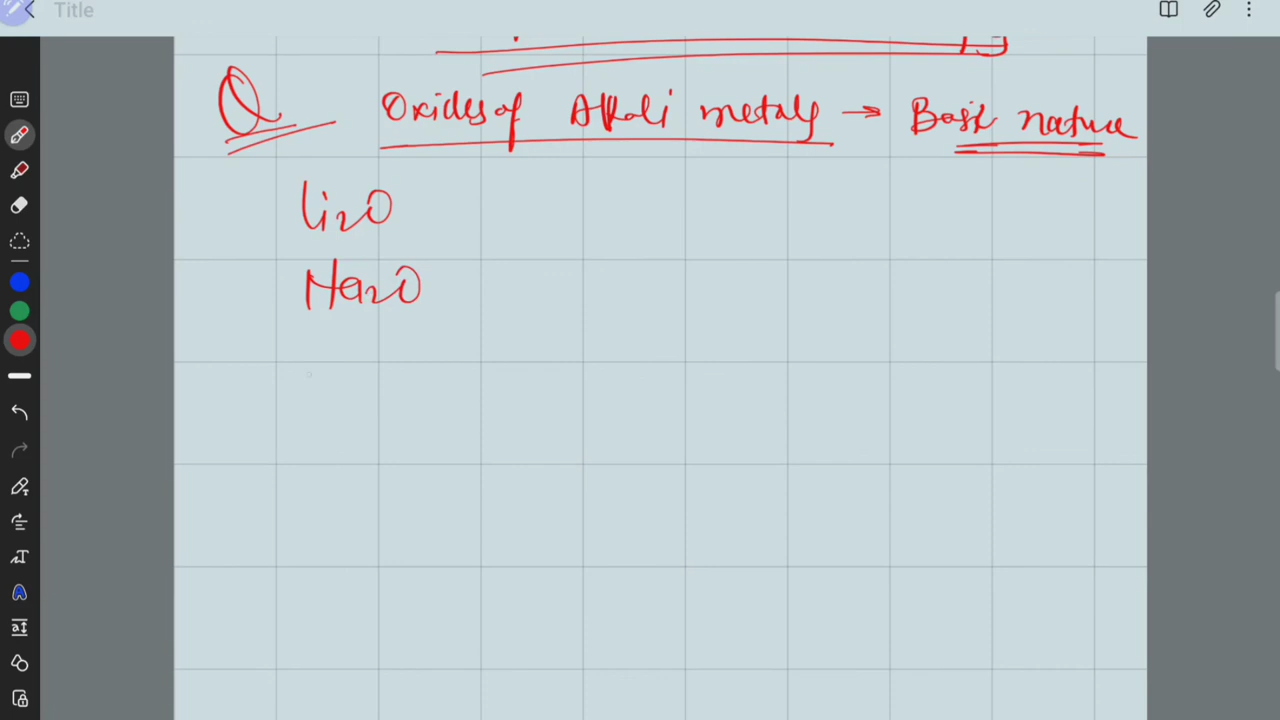 Title
Q Oxides of Alkali metals → Basic nature
Li2O
Na2O